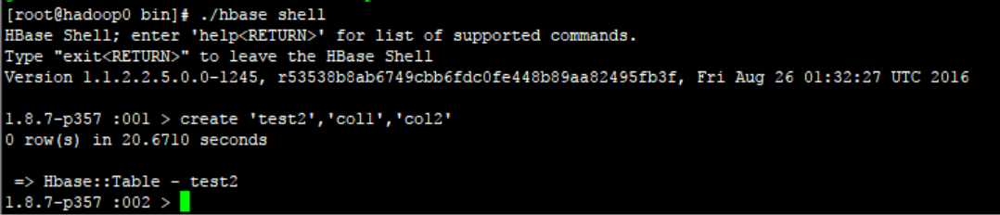 [root@hadoop0 bin]# ./hbase shell
HBase Shell; enter 'help<RETURN>' for list of supported commands.
Type "exit<RETURN>" to leave the HBase Shell
Version 1.1.2.2.5.0.0-1245, r53538b8ab6749cbb6fdc0fe448b89aa82495fb3f, Fri Aug 26 01:32:27 UTC 2016
1.8.7-p357 :001 > create 'test2','col1','col2'
0 row(s) in 20.6710 seconds
=> Hbase::Table - test2
1.8.7-p357 :002 >